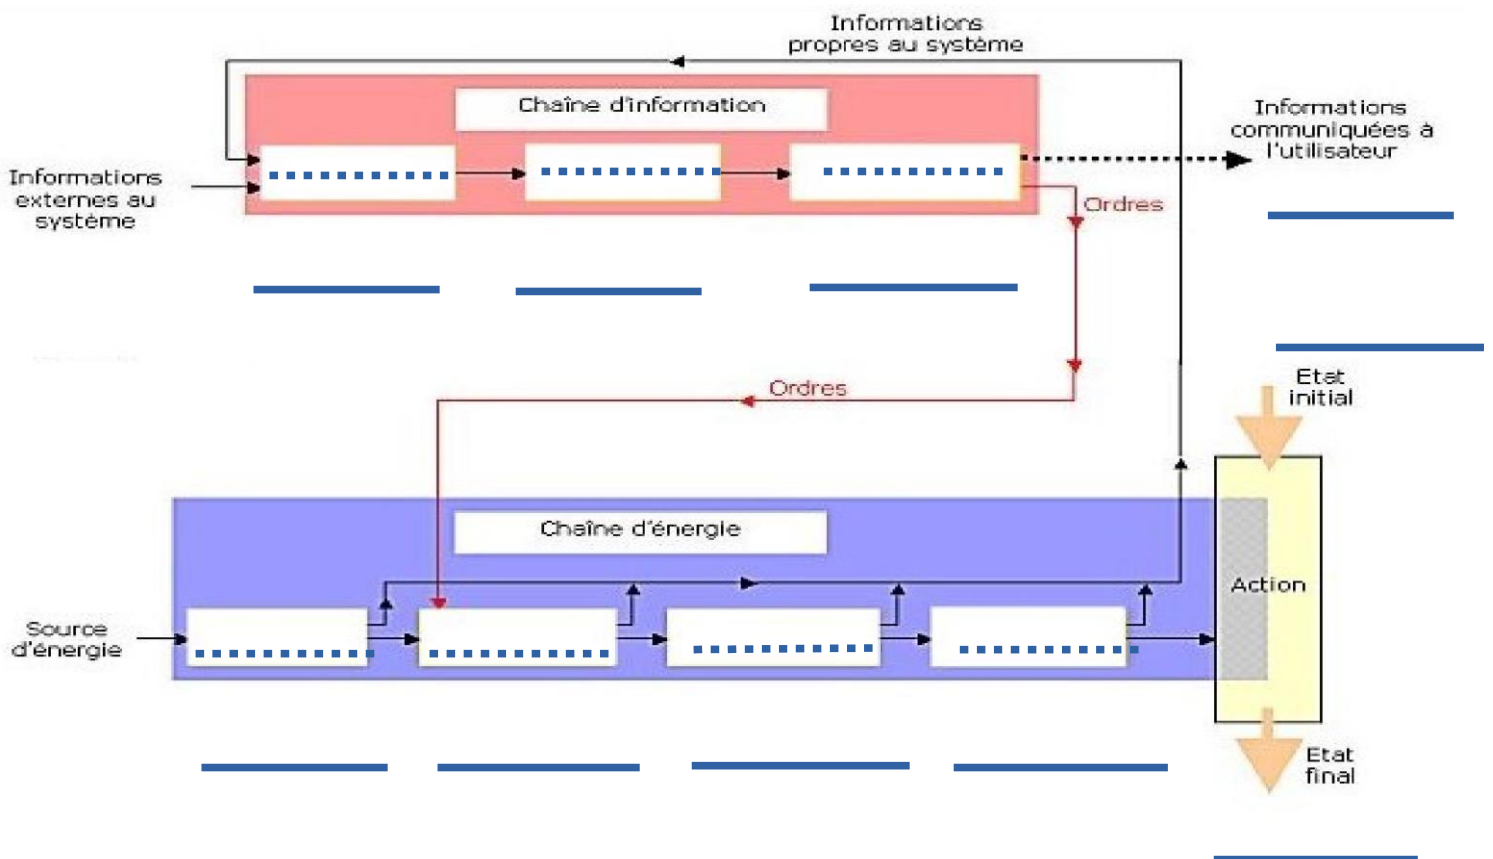 Informations
propres au système
Chaîne d'information
Informations
communiquées à
l'utilisateur
Informations
externes au
système
Ordres
Ordres
Etat
initial
Chaîne d'énergie
Action
Source
d'énergie
Etat
final